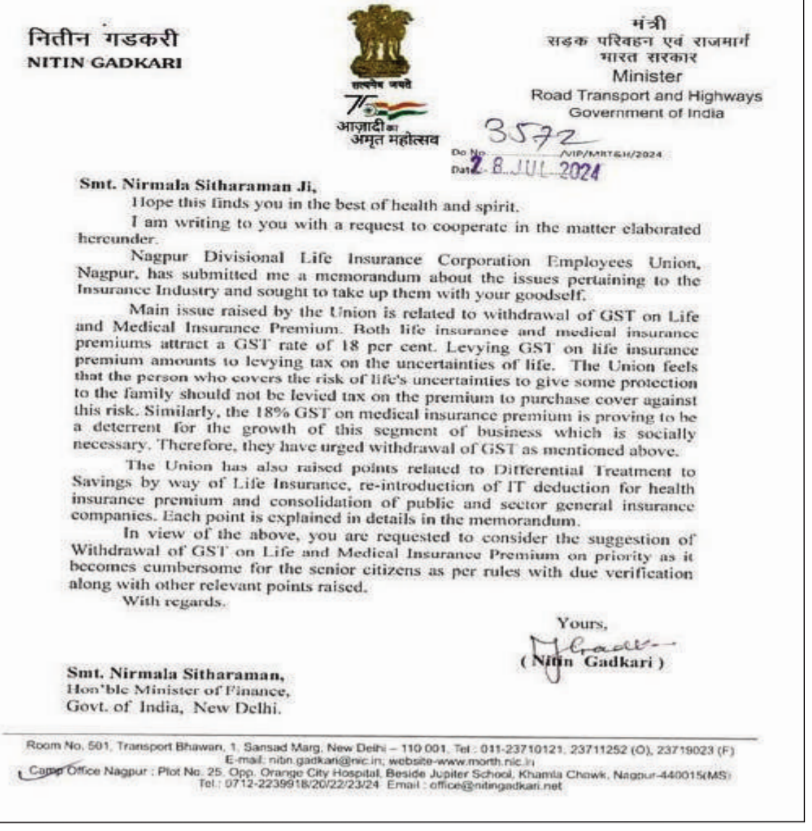 नितीन गडकरी
NITIN GADKARI
सत्यमेव जयते
75
आज़ादी का
अमृत महोत्सव
मंत्री
सड़क परिवहन एवं राजमार्ग
भारत सरकार
Minister
Road Transport and Highways
Government of India
3572
Do No. /VIP/MRT&H/2024
Date 28 JUL 2024
Smt. Nirmala Sitharaman Ji,
Hope this finds you in the best of health and spirit.
I am writing to you with a request to cooperate in the matter elaborated
hereunder.
Nagpur Divisional Life Insurance Corporation Employees Union,
Nagpur, has submitted me a memorandum about the issues pertaining to the
Insurance Industry and sought to take up them with your goodself.
Main issue raised by the Union is related to withdrawal of GST on Life
and Medical Insurance Premium. Both life insurance and medical insurance
premiums attract a GST rate of 18 per cent. Levying GST on life insurance
premium amounts to levying tax on the uncertainties of life. The Union feels
that the person who covers the risk of life's uncertainties to give some protection
to the family should not be levied tax on the premium to purchase cover against
this risk. Similarly, the 18% GST on medical insurance premium is proving to be
a deterrent for the growth of this segment of business which is socially
necessary. Therefore, they have urged withdrawal of GST as mentioned above.
The Union has also raised points related to Differential Treatment to
Savings by way of Life Insurance, re-introduction of IT deduction for health
insurance premium and consolidation of public and sector general insurance
companies. Each point is explained in details in the memorandum.
In view of the above, you are requested to consider the suggestion of
Withdrawal of GST on Life and Medical Insurance Premium on priority as it
becomes cumbersome for the senior citizens as per rules with due verification
along with other relevant points raised.
With regards.
Yours,
( Nitin Gadkari )
Smt. Nirmala Sitharaman,
Hon'ble Minister of Finance,
Govt. of India, New Delhi.
Room No. 501, Transport Bhawan, 1, Sansad Marg, New Delhi – 110 001, Tel : 011-23710121, 23711252 (O), 23719023 (F)
E-mail: nitin.gadkari@nic.in, website-www.morth.nic.in
Camp Office Nagpur : Plot No. 25, Opp. Orange City Hospital, Beside Jupiter School, Khamla Chowk, Nagpur-440015(MS)
Tel.: 0712-2239918/20/22/23/24 Email : office@nitingadkari.net